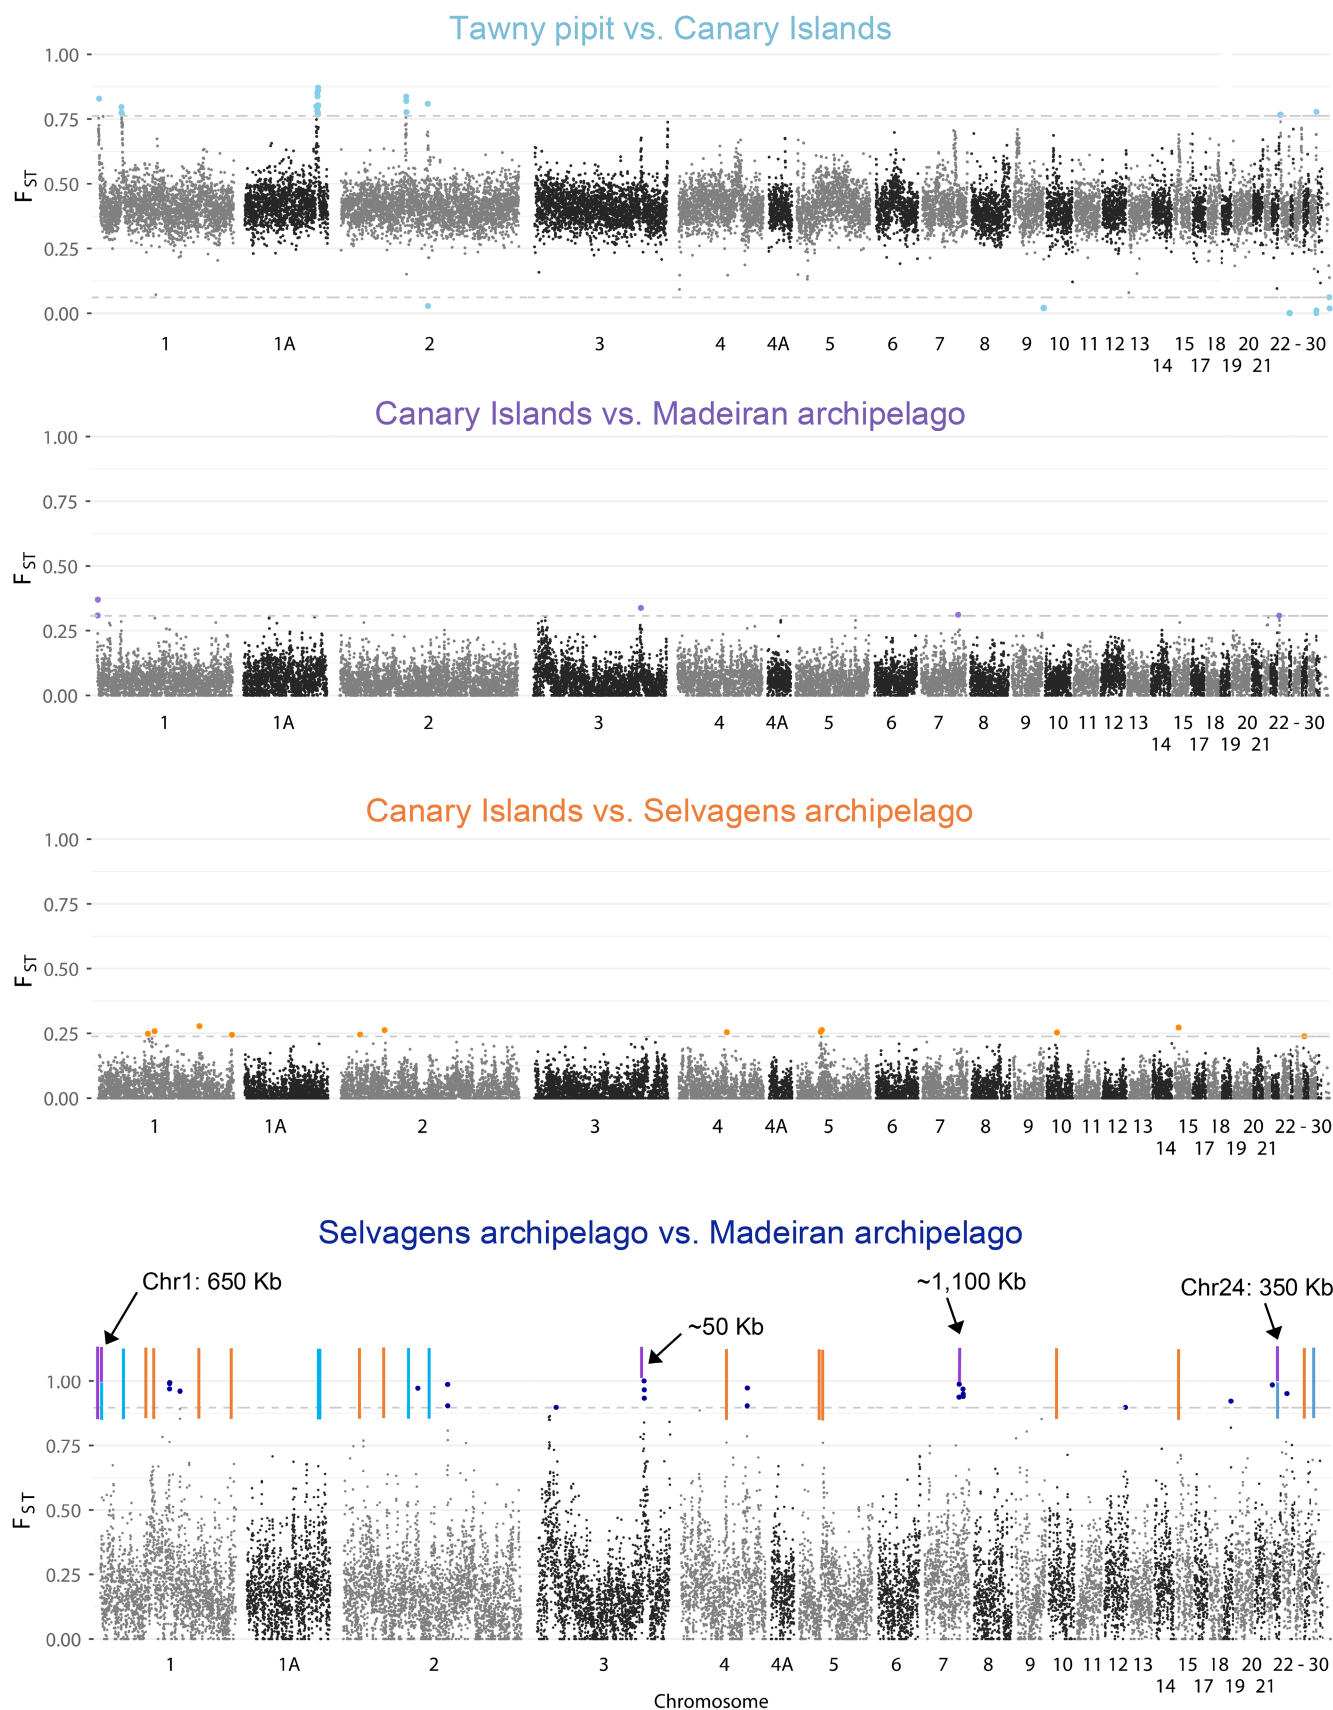 Tawny pipit vs. Canary Islands
1.00
0.75
0.50
0.25
0.00
FST
1 1A 2 3 4 4A 5 6 7 8 9 10 11 12 13 15 18 20 22 - 30
14 17 19 21
Canary Islands vs. Madeiran archipelago
1.00
0.75
0.50
0.25
0.00
FST
1 1A 2 3 4 4A 5 6 7 8 9 10 11 12 13 15 18 20 22 - 30
14 17 19 21
Canary Islands vs. Selvagens archipelago
1.00
0.75
0.50
0.25
0.00
FST
1 1A 2 3 4 4A 5 6 7 8 9 10 11 12 13 15 18 20 22 - 30
14 17 19 21
Selvagens archipelago vs. Madeiran archipelago
Chr1: 650 Kb
~50 Kb
~1,100 Kb
Chr24: 350 Kb
1.00
0.75
0.50
0.25
0.00
FST
1 1A 2 3 4 4A 5 6 7 8 9 10 11 12 13 15 18 20 22 - 30
14 17 19 21
Chromosome